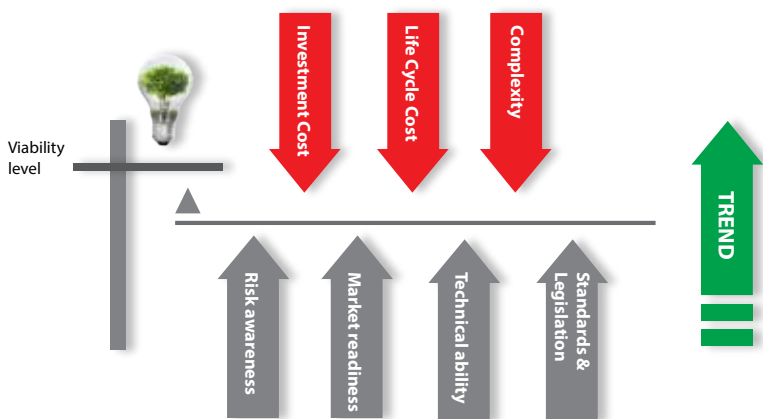 Viability
level
Investment Cost
Life Cycle Cost
Complexity
TREND
Risk awareness
Market readiness
Technical ability
Standards &
Legislation